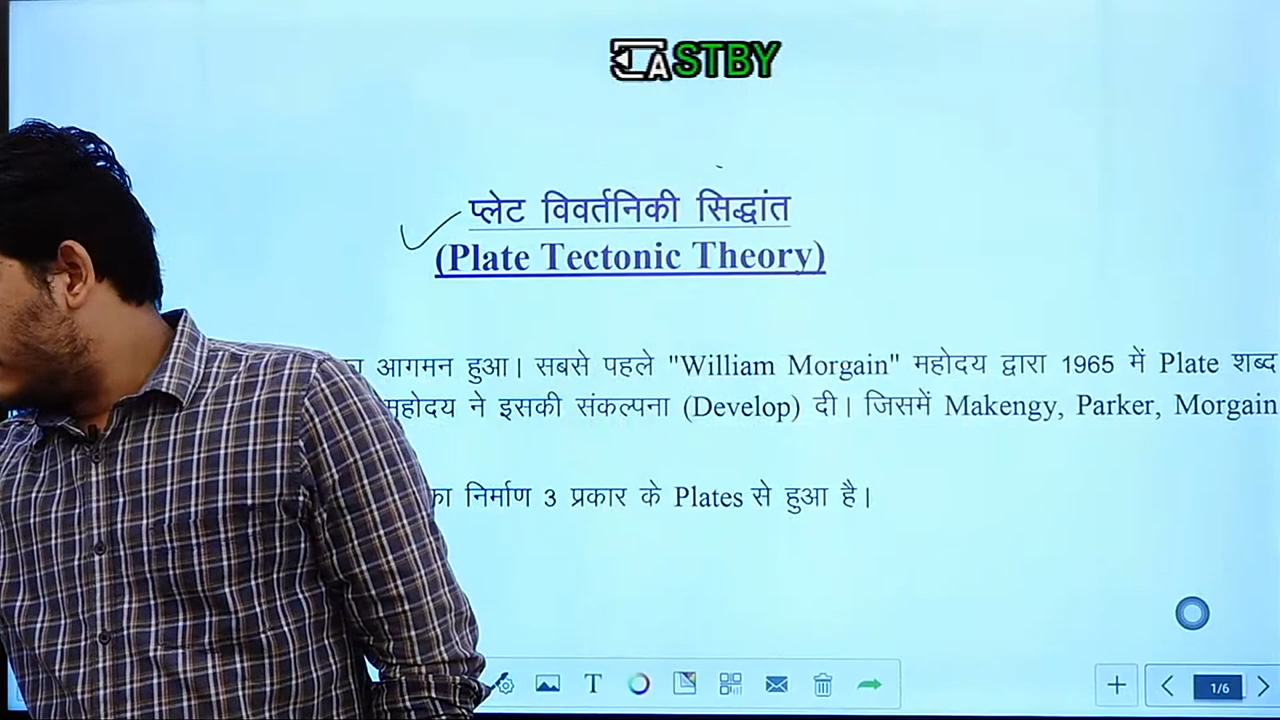 STBY
प्लेट विवर्तनिकी सिद्धांत
(Plate Tectonic Theory)
आगमन हुआ। सबसे पहले "William Morgain" महोदय द्वारा 1965 में Plate शब्द
महोदय ने इसकी संकल्पना (Develop) दी। जिसमें Makengy, Parker, Morgain
का निर्माण 3 प्रकार के Plates से हुआ है।
T
1/6